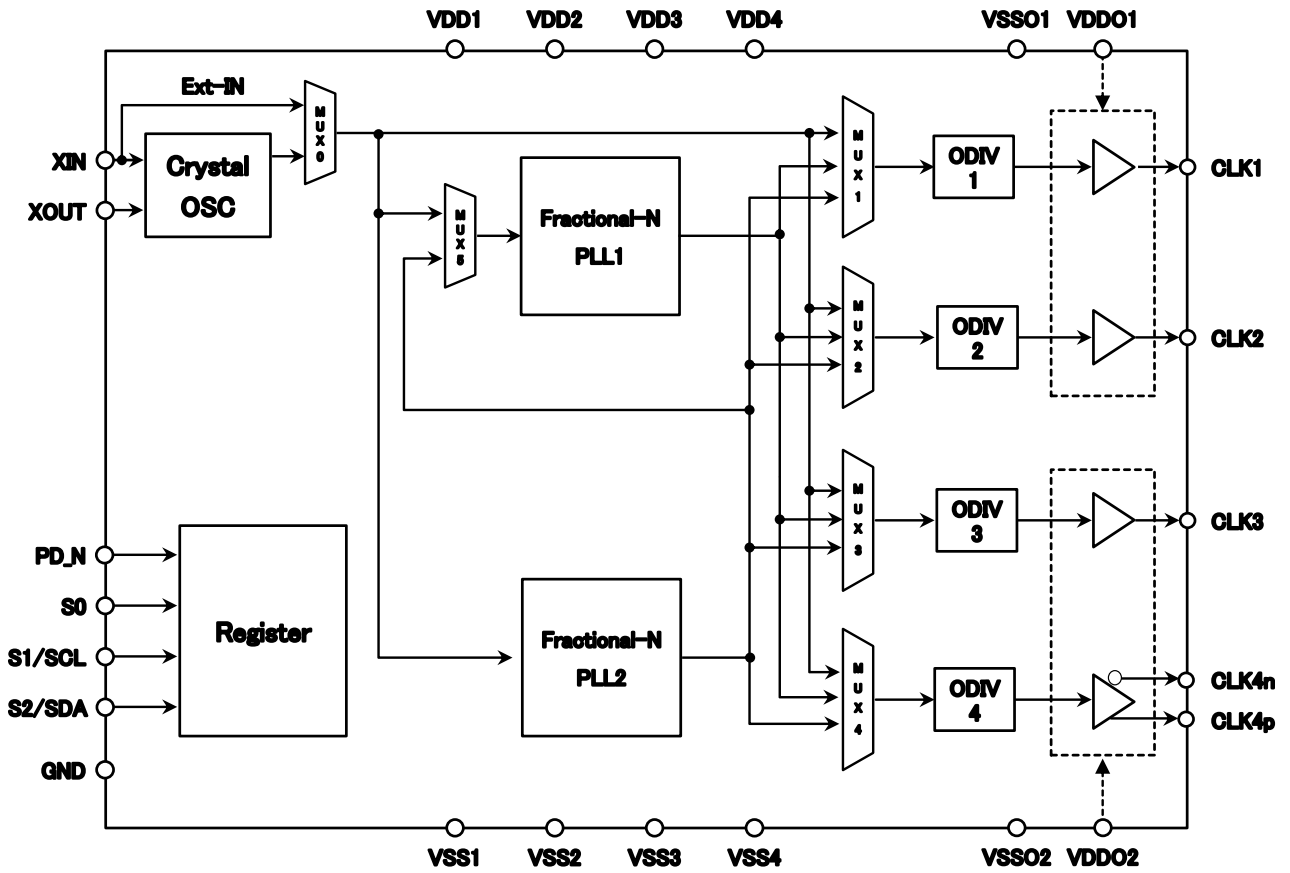 VDD1 VDD2 VDD3 VDD4 VSSO1 VDDO1
Ext-IN
MUX0
XIN
Crystal
OSC
XOUT
MUX5
Fractional-N
PLL1
MUX1
ODIV
1
CLK1
MUX2
ODIV
2
CLK2
MUX3
ODIV
3
CLK3
PD_N
S0
S1/SCL
S2/SDA
GND
Register
Fractional-N
PLL2
MUX4
ODIV
4
CLK4n
CLK4p
VSS1 VSS2 VSS3 VSS4 VSSO2 VDDO2